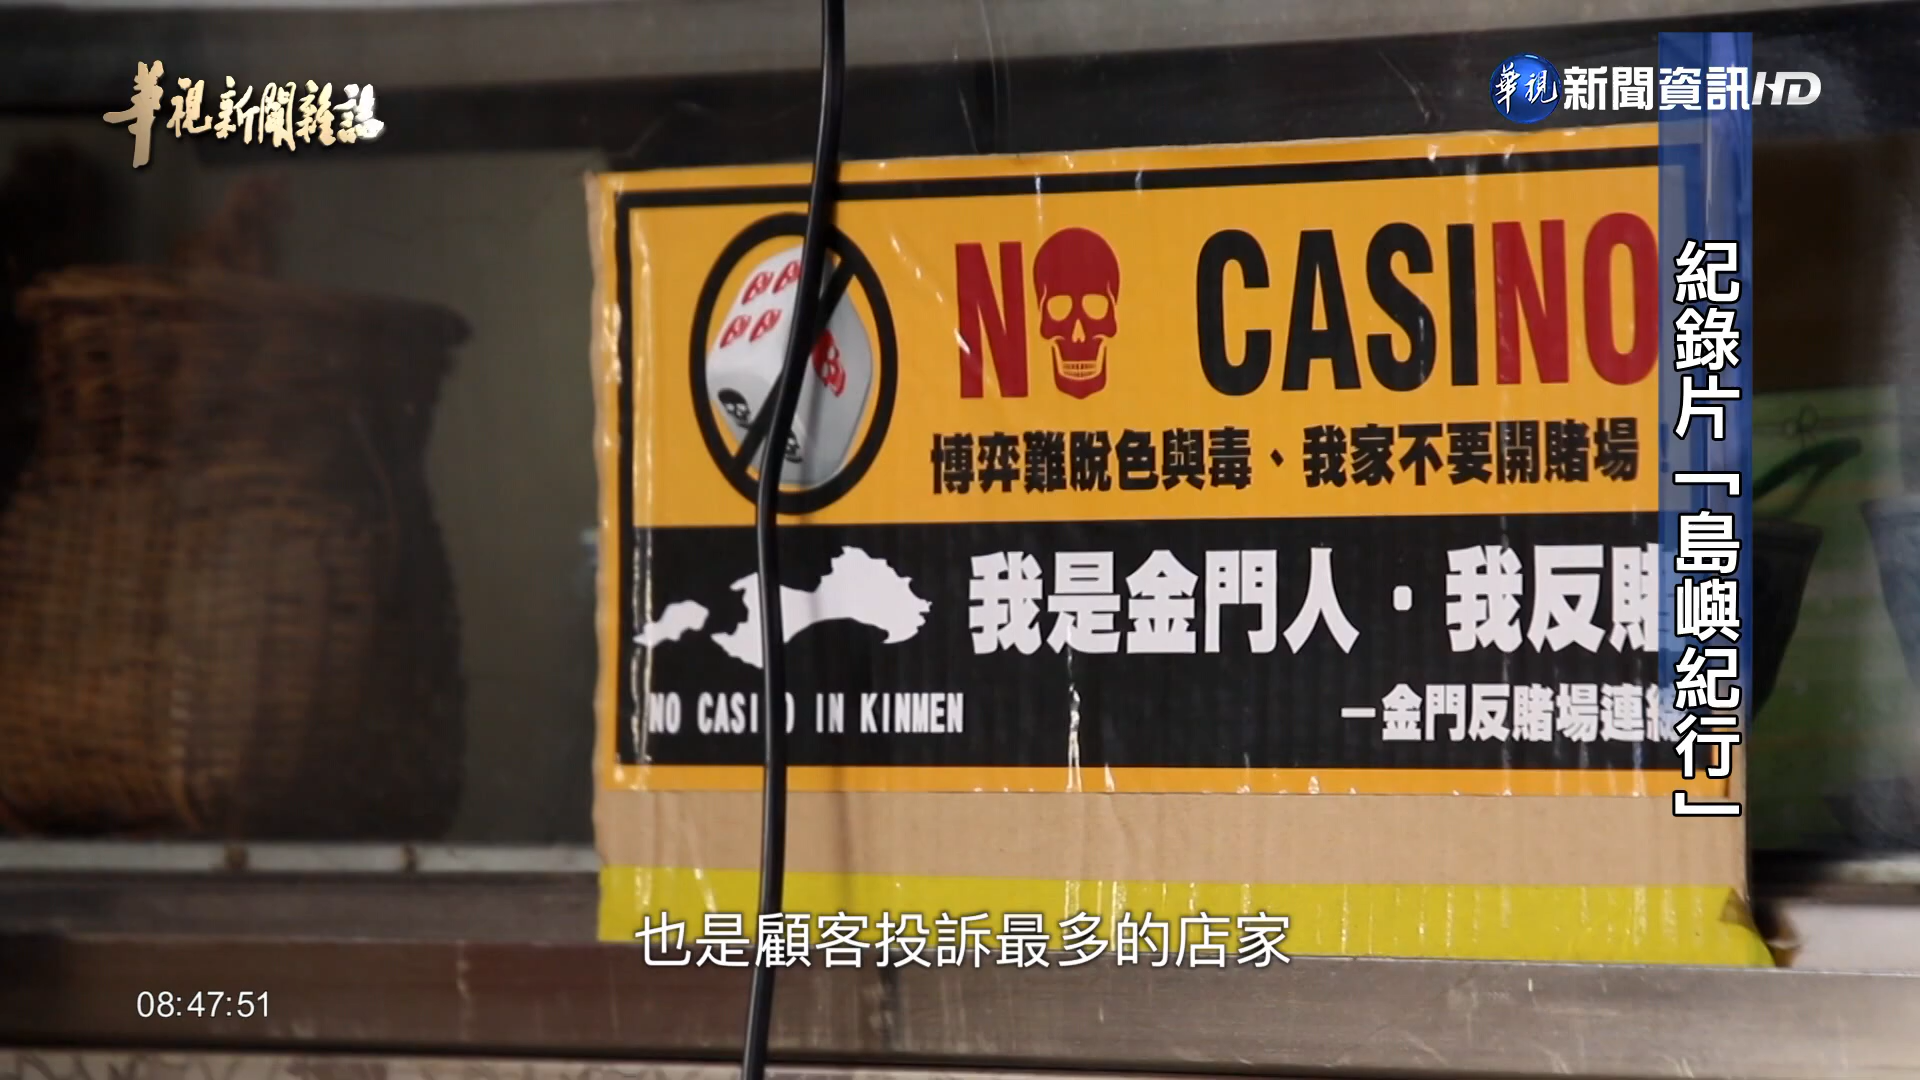 華視新聞雜誌
華視 新聞資訊HD
NO CASINO
博弈難脫色與毒、我家不要開賭場
我是金門人・我反賭
NO CASINO IN KINMEN
－金門反賭場連線
紀錄片「島嶼紀行」
也是顧客投訴最多的店家
08:47:51